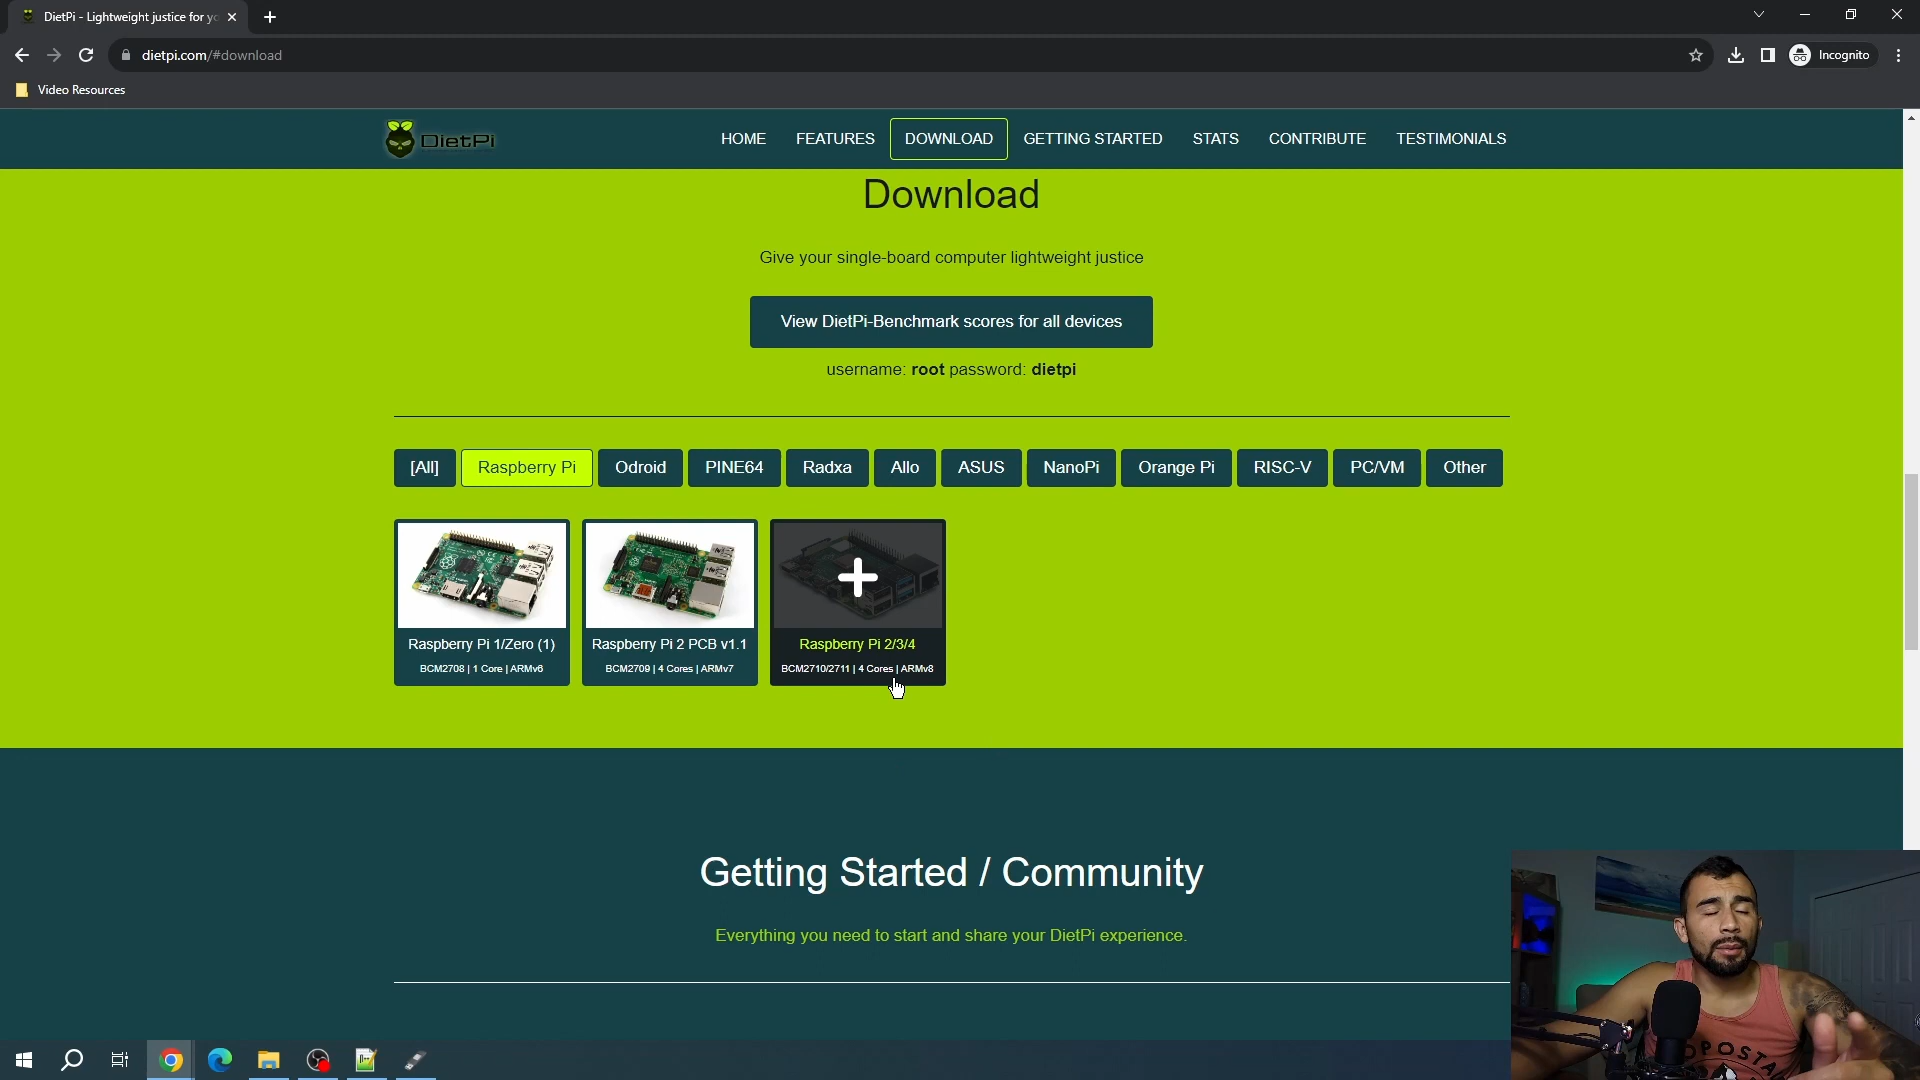 DietPi - Lightweight justice for yo
dietpi.com/#download
Incognito
Video Resources
DietPi
HOME
FEATURES
DOWNLOAD
GETTING STARTED
STATS
CONTRIBUTE
TESTIMONIALS
Download
Give your single-board computer lightweight justice
View DietPi-Benchmark scores for all devices
username: root password: dietpi
[All]
Raspberry Pi
Odroid
PINE64
Radxa
Allo
ASUS
NanoPi
Orange Pi
RISC-V
PC/VM
Other
Raspberry Pi 1/Zero (1)
BCM2708 | 1 Core | ARMv6
Raspberry Pi 2 PCB v1.1
BCM2709 | 4 Cores | ARMv7
Raspberry Pi 2/3/4
BCM2710/2711 | 4 Cores | ARMv8
Getting Started / Community
Everything you need to start and share your DietPi experience.